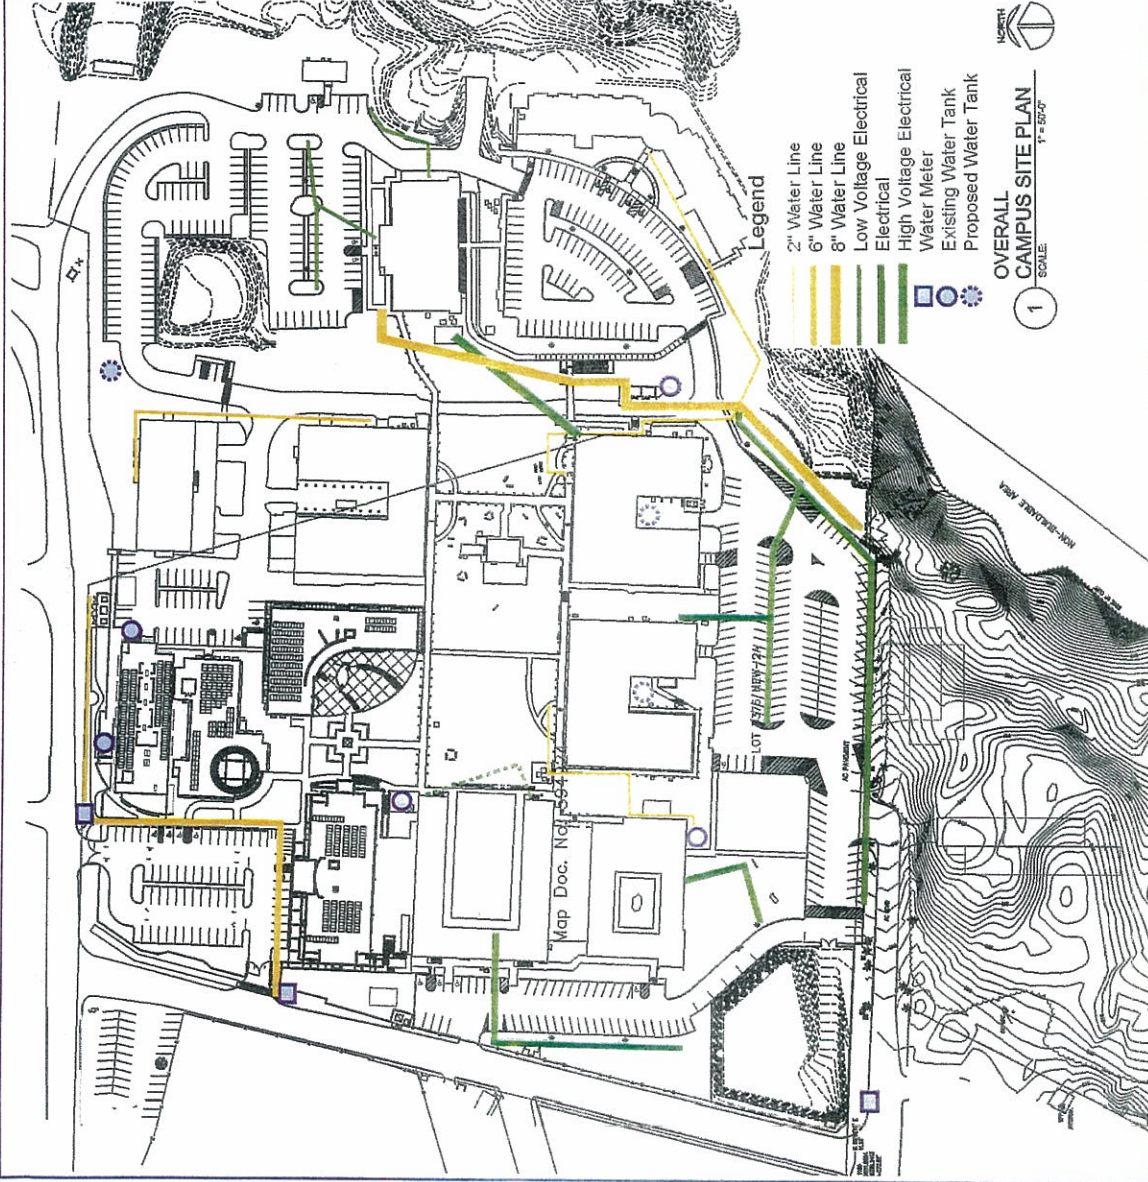 NORTH
Legend
2" Water Line
6" Water Line
8" Water Line
Low Voltage Electrical
Electrical
High Voltage Electrical
Water Meter
Existing Water Tank
Proposed Water Tank
1
OVERALL
CAMPUS SITE PLAN
SCALE: 1" = 50'-0"
NON-BUILDABLE AREA
Map Doc. No.
LOT
AC PAVEMENT